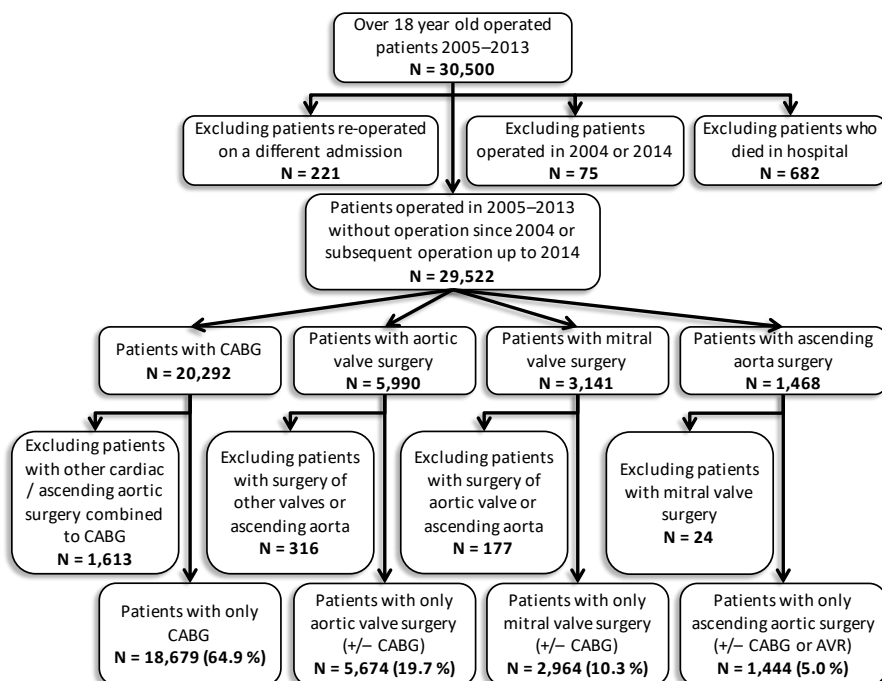 Over 18 year old operated
patients 2005–2013
N = 30,500
Excluding patients re-operated
on a different admission
N = 221
Excluding patients
operated in 2004 or 2014
N = 75
Excluding patients who
died in hospital
N = 682
Patients operated in 2005–2013
without operation since 2004 or
subsequent operation up to 2014
N = 29,522
Patients with CABG
N = 20,292
Patients with aortic
valve surgery
N = 5,990
Patients with mitral
valve surgery
N = 3,141
Patients with ascending
aorta surgery
N = 1,468
Excluding patients
with other cardiac
/ ascending aortic
surgery combined
to CABG
N = 1,613
Excluding patients
with surgery of
other valves or
ascending aorta
N = 316
Excluding patients
with surgery of
aortic valve or
ascending aorta
N = 177
Excluding patients
with mitral valve
surgery
N = 24
Patients with only
CABG
N = 18,679 (64.9 %)
Patients with only
aortic valve surgery
(+/– CABG)
N = 5,674 (19.7 %)
Patients with only
mitral valve surgery
(+/– CABG)
N = 2,964 (10.3 %)
Patients with only
ascending aortic surgery
(+/– CABG or AVR)
N = 1,444 (5.0 %)